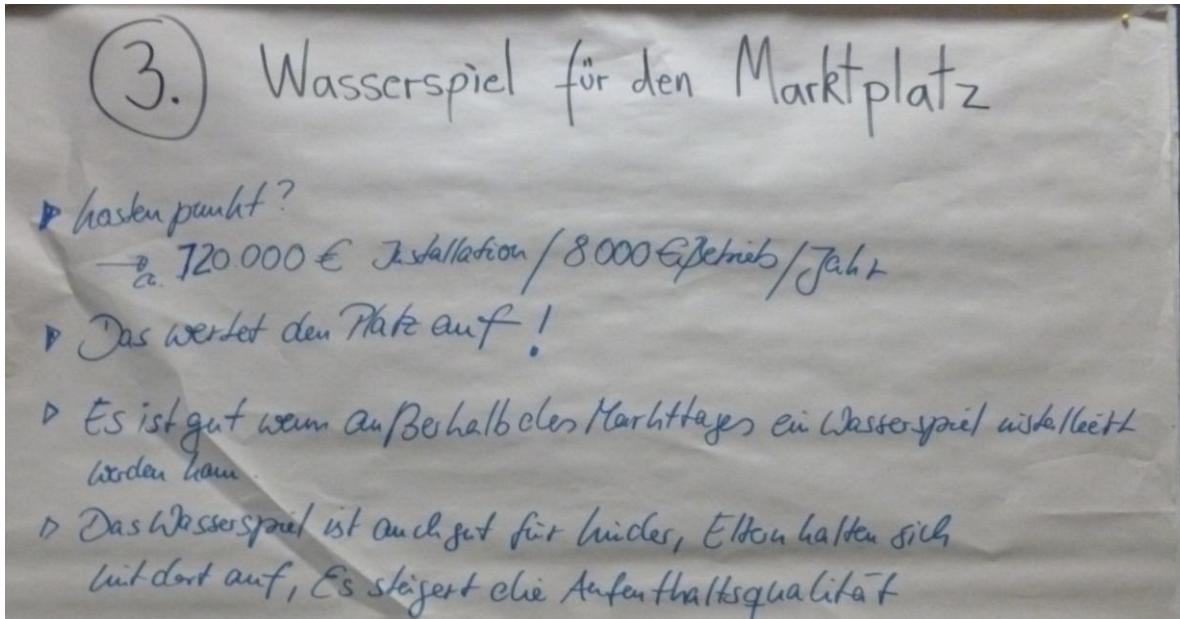 3. Wasserspiel für den Marktplatz
Kostenpunkt?
→ ca. 120.000 € Installation / 8000 € Betrieb / Jahr
Das wertet den Platz auf!
Es ist gut wenn außerhalb des Markttages ein Wasserspiel installiert
werden kann.
Das Wasserspiel ist auch gut für Kinder, Eltern halten sich
mit dort auf, Es steigert die Aufenthaltsqualität